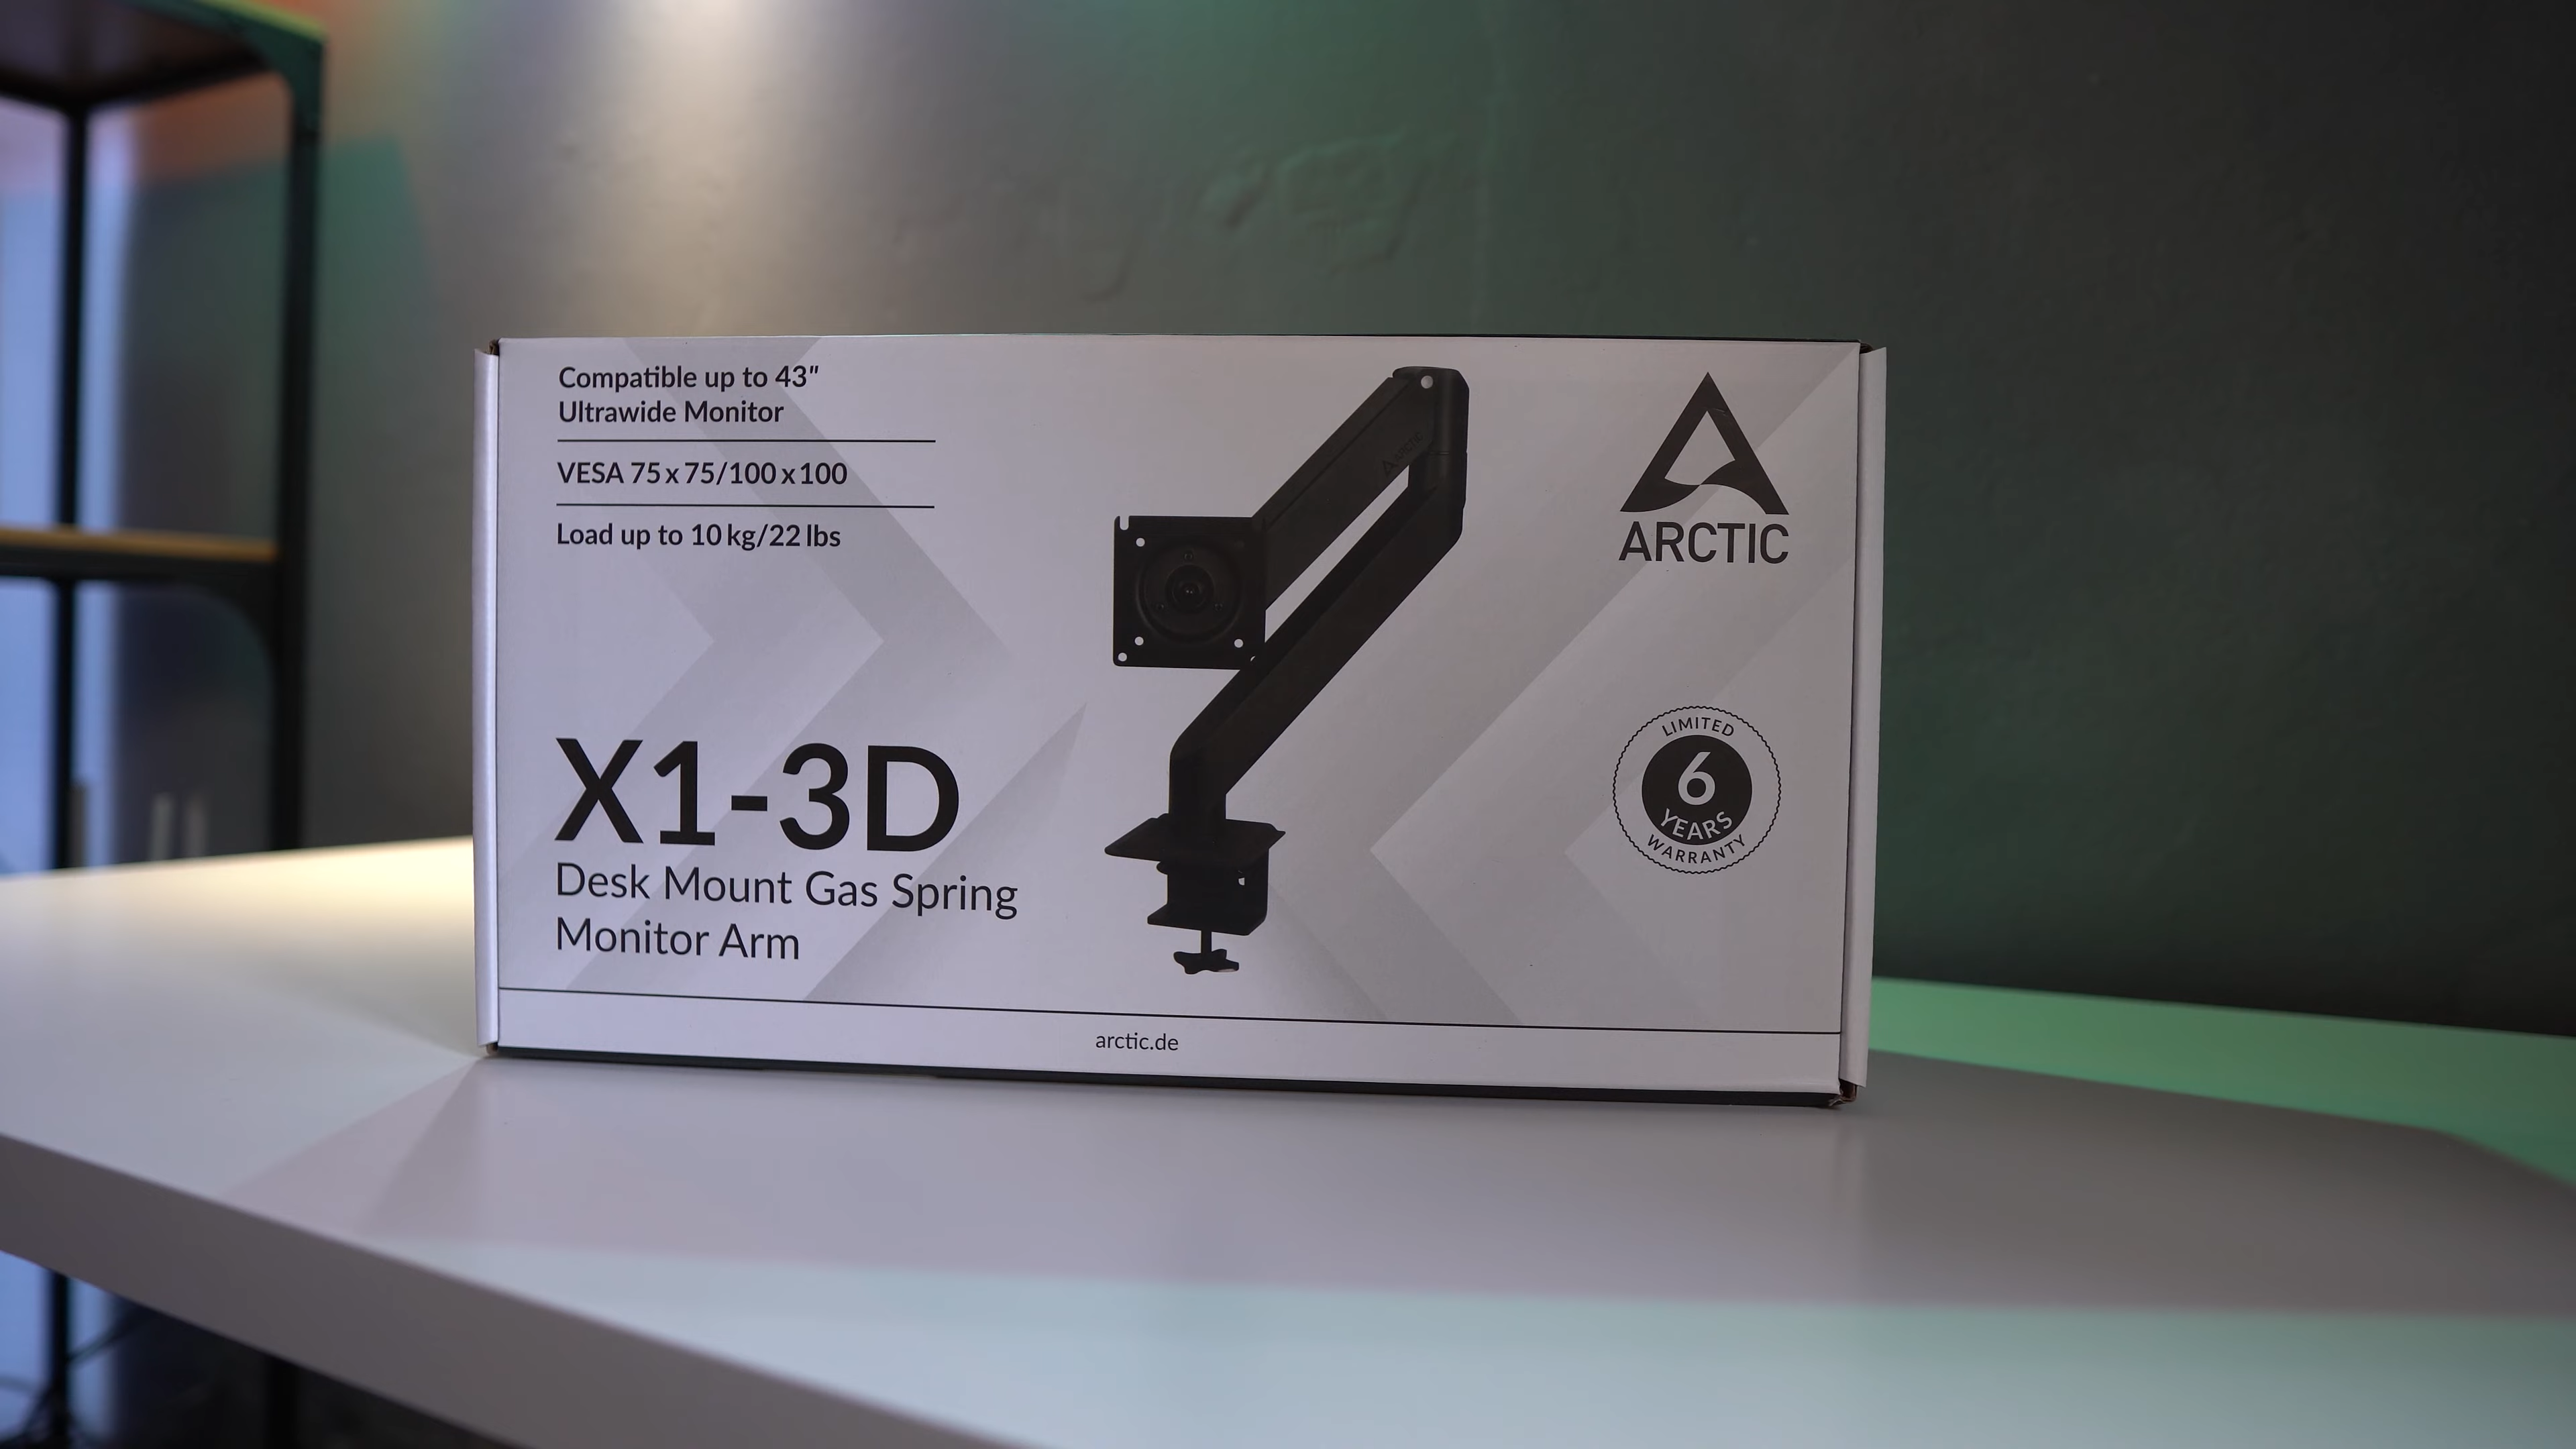 Compatible up to 43"
Ultrawide Monitor
VESA 75 x 75/100 x 100
Load up to 10 kg/22 lbs
X1-3D
Desk Mount Gas Spring
Monitor Arm
ARCTIC
ARCTIC
LIMITED
6
YEARS
WARRANTY
arctic.de